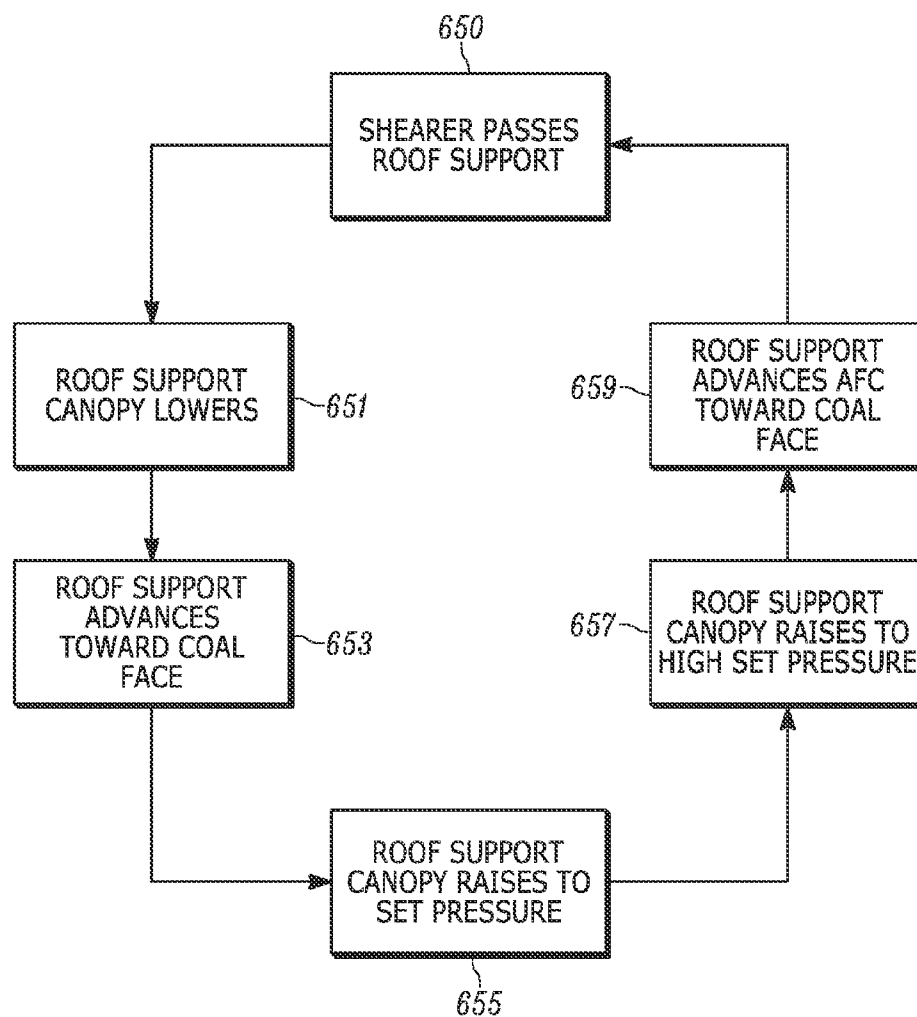 650
SHEARER PASSES
ROOF SUPPORT
ROOF SUPPORT
CANOPY LOWERS
651
ROOF SUPPORT
ADVANCES
TOWARD COAL
FACE
653
ROOF SUPPORT
CANOPY RAISES TO
SET PRESSURE
655
ROOF SUPPORT
CANOPY RAISES TO
HIGH SET PRESSURE
657
ROOF SUPPORT
ADVANCES AFC
TOWARD COAL
FACE
659